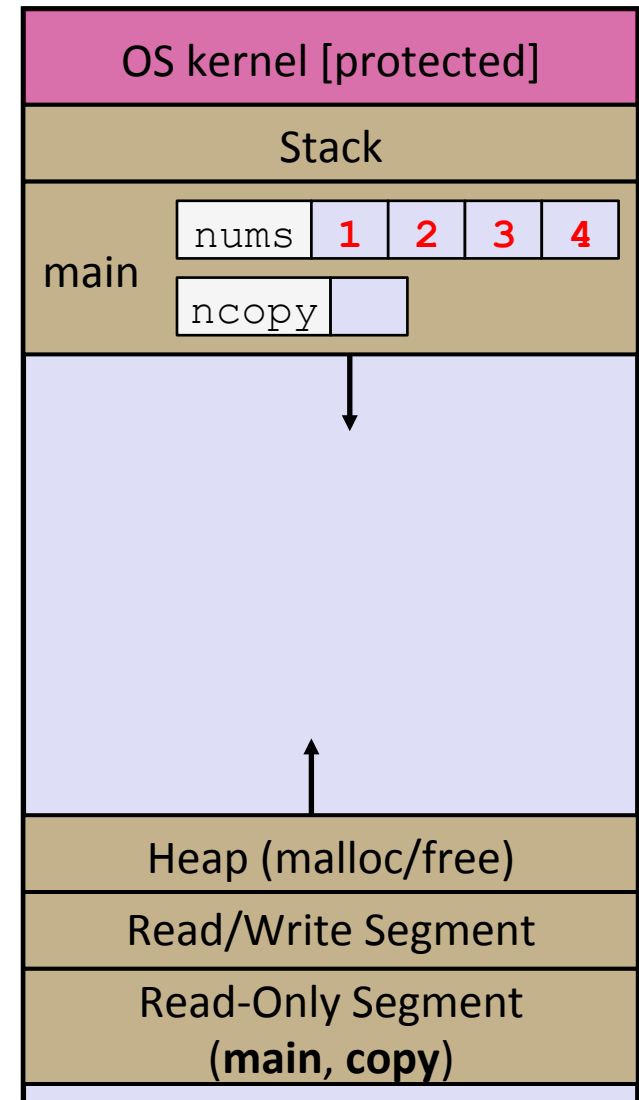 OS kernel [protected]
Stack
nums 1 2 3 4
main
ncopy
Heap (malloc/free)
Read/Write Segment
Read-Only Segment
(main, copy)